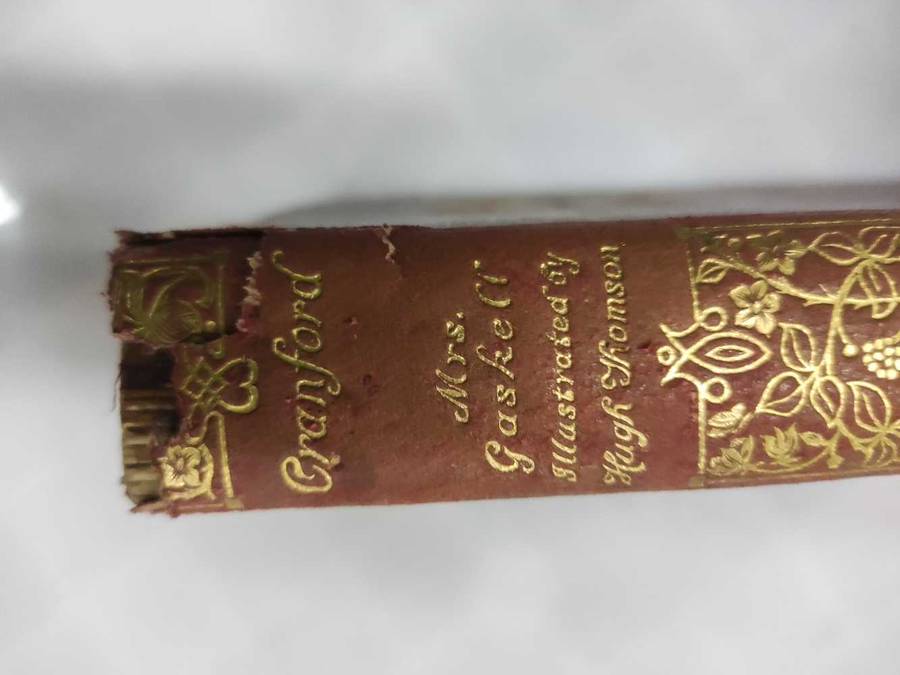 Cranford
Mrs.
Gaskell
Illustrated by
Hugh Thomson